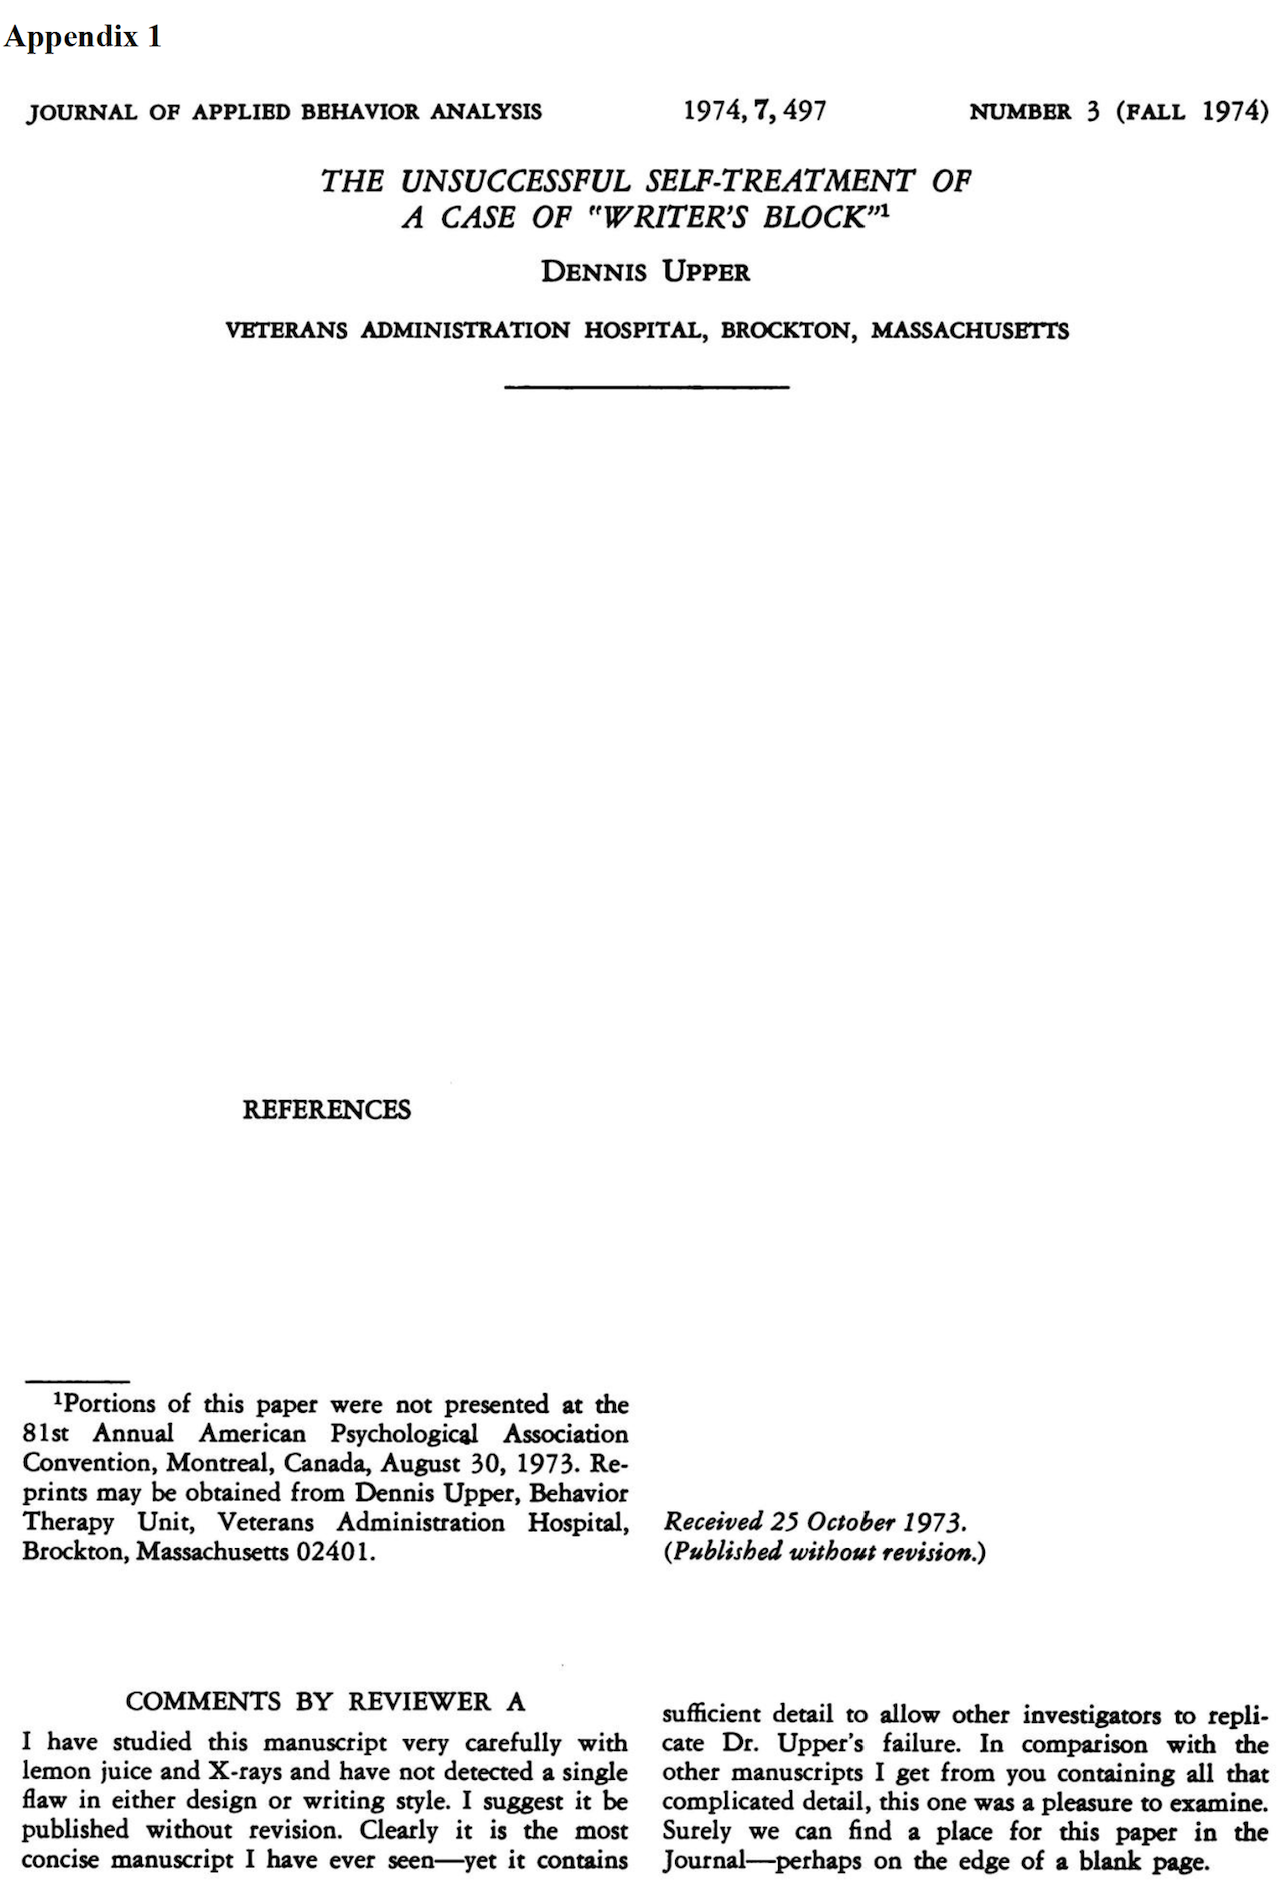 Appendix 1
JOURNAL OF APPLIED BEHAVIOR ANALYSIS 1974, 7, 497 NUMBER 3 (FALL 1974)
THE UNSUCCESSFUL SELF-TREATMENT OF
A CASE OF "WRITER'S BLOCK"¹
DENNIS UPPER
VETERANS ADMINISTRATION HOSPITAL, BROCKTON, MASSACHUSETTS
REFERENCES
¹Portions of this paper were not presented at the
81st Annual American Psychological Association
Convention, Montreal, Canada, August 30, 1973. Re-
prints may be obtained from Dennis Upper, Behavior
Therapy Unit, Veterans Administration Hospital,
Brockton, Massachusetts 02401.
Received 25 October 1973.
(Published without revision.)
COMMENTS BY REVIEWER A
I have studied this manuscript very carefully with
lemon juice and X-rays and have not detected a single
flaw in either design or writing style. I suggest it be
published without revision. Clearly it is the most
concise manuscript I have ever seen—yet it contains
sufficient detail to allow other investigators to repli-
cate Dr. Upper's failure. In comparison with the
other manuscripts I get from you containing all that
complicated detail, this one was a pleasure to examine.
Surely we can find a place for this paper in the
Journal—perhaps on the edge of a blank page.